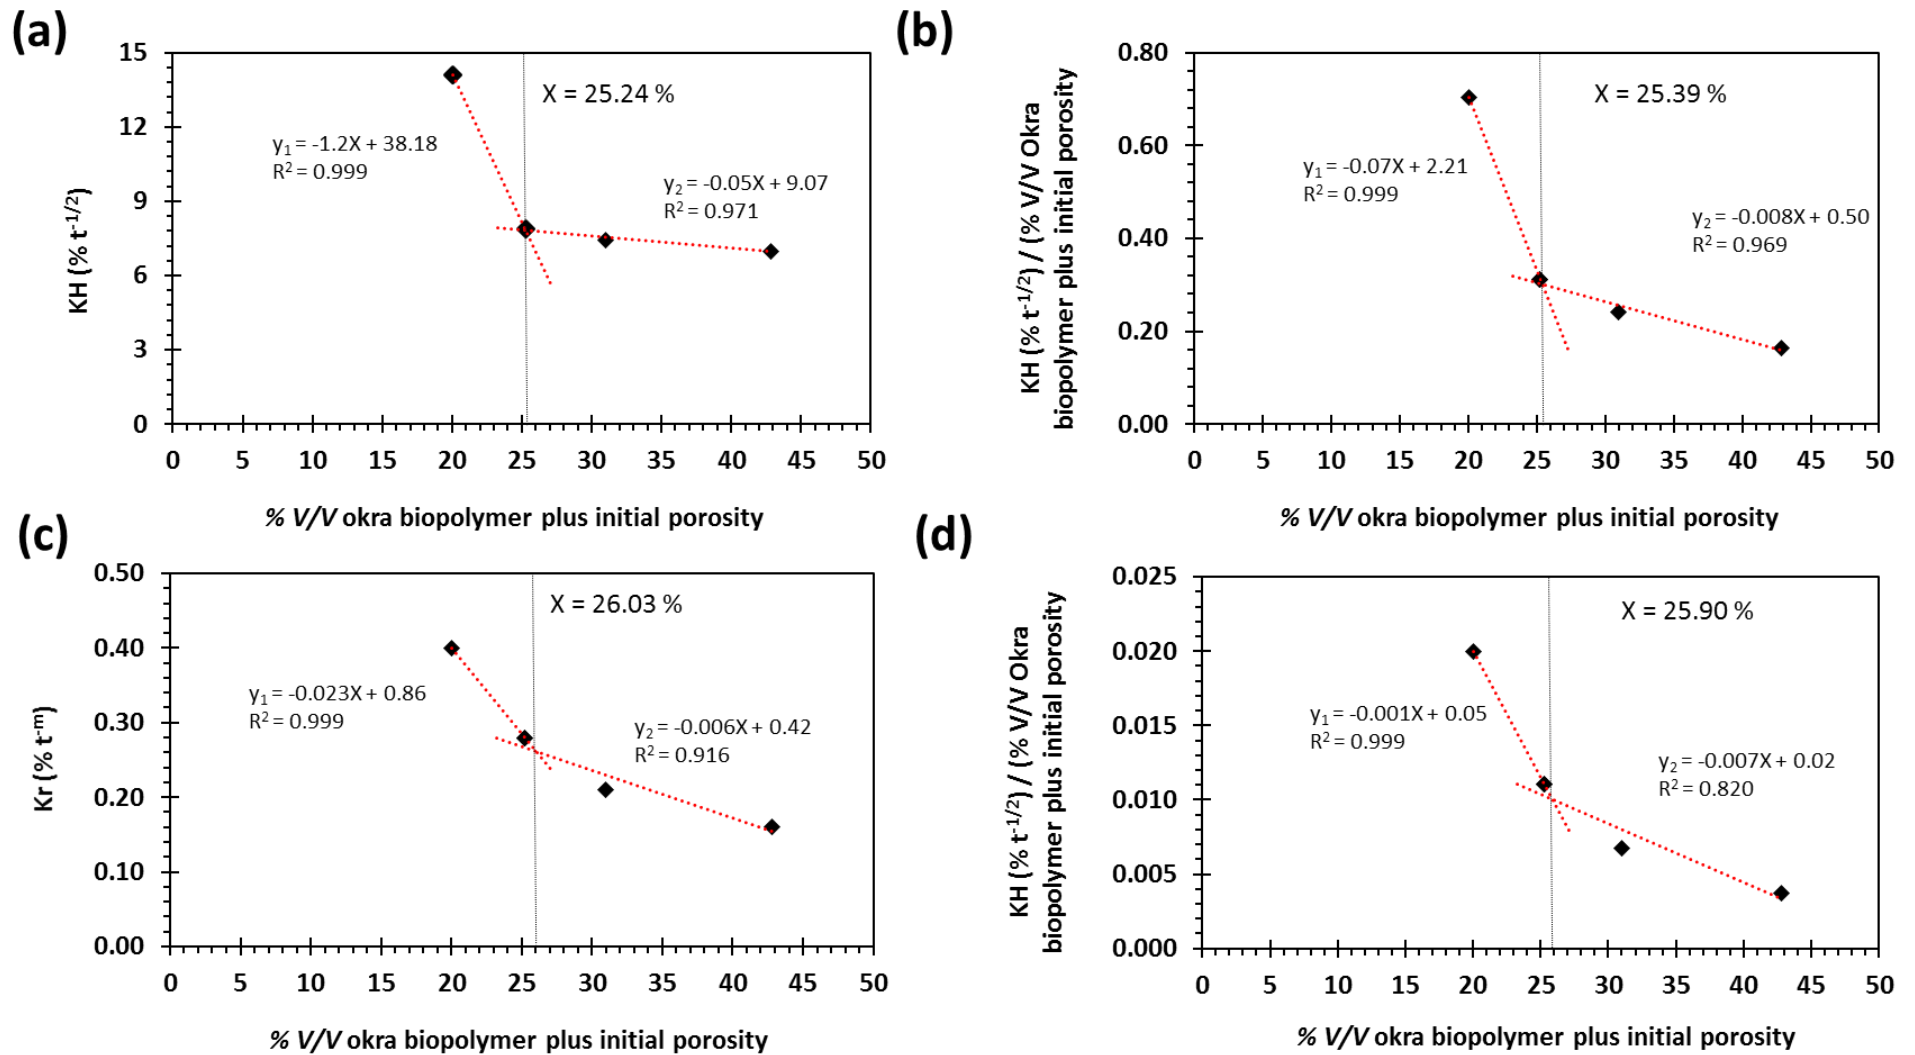 (a)
15
12
9
6
3
0
KH (% t⁻¹/²)
X = 25.24 %
y₁ = -1.2X + 38.18
R² = 0.999
y₂ = -0.05X + 9.07
R² = 0.971
0 5 10 15 20 25 30 35 40 45 50
% V/V okra biopolymer plus initial porosity
(b)
0.80
0.60
0.40
0.20
0.00
KH (% t⁻¹/²) / (% V/V Okra
biopolymer plus initial porosity
X = 25.39 %
y₁ = -0.07X + 2.21
R² = 0.999
y₂ = -0.008X + 0.50
R² = 0.969
0 5 10 15 20 25 30 35 40 45 50
% V/V okra biopolymer plus initial porosity
(c)
0.50
0.40
0.30
0.20
0.10
0.00
Kr (% t⁻ᵐ)
X = 26.03 %
y₁ = -0.023X + 0.86
R² = 0.999
y₂ = -0.006X + 0.42
R² = 0.916
0 5 10 15 20 25 30 35 40 45 50
% V/V okra biopolymer plus initial porosity
(d)
0.025
0.020
0.015
0.010
0.005
0.000
KH (% t⁻¹/²) / (% V/V Okra
biopolymer plus initial porosity
X = 25.90 %
y₁ = -0.001X + 0.05
R² = 0.999
y₂ = -0.007X + 0.02
R² = 0.820
0 5 10 15 20 25 30 35 40 45 50
% V/V okra biopolymer plus initial porosity